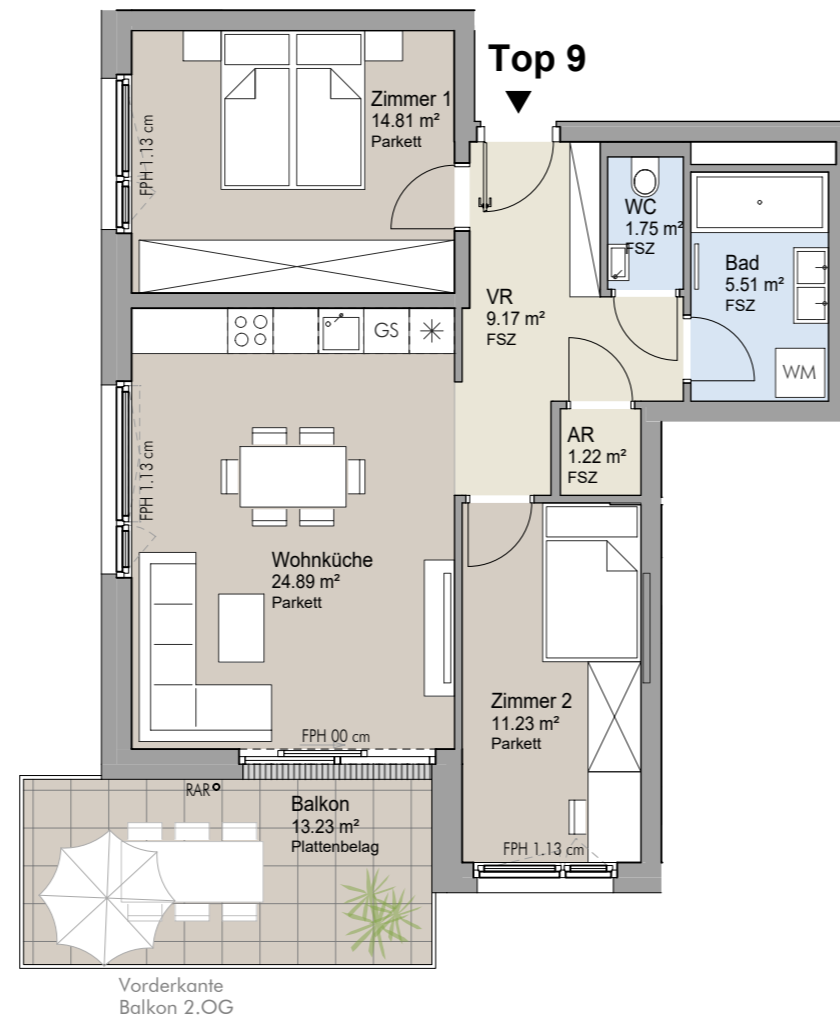 Top 9
Zimmer 1
14.81 m²
Parkett
FPH 1.13 cm
WC
1.75 m²
FSZ
Bad
5.51 m²
FSZ
WM
VR
9.17 m²
FSZ
GS
AR
1.22 m²
FSZ
FPH 1.13 cm
Wohnküche
24.89 m²
Parkett
FPH 00 cm
Zimmer 2
11.23 m²
Parkett
FPH 1.13 cm
RAR
Balkon
13.23 m²
Plattenbelag
Vorderkante
Balkon 2.OG